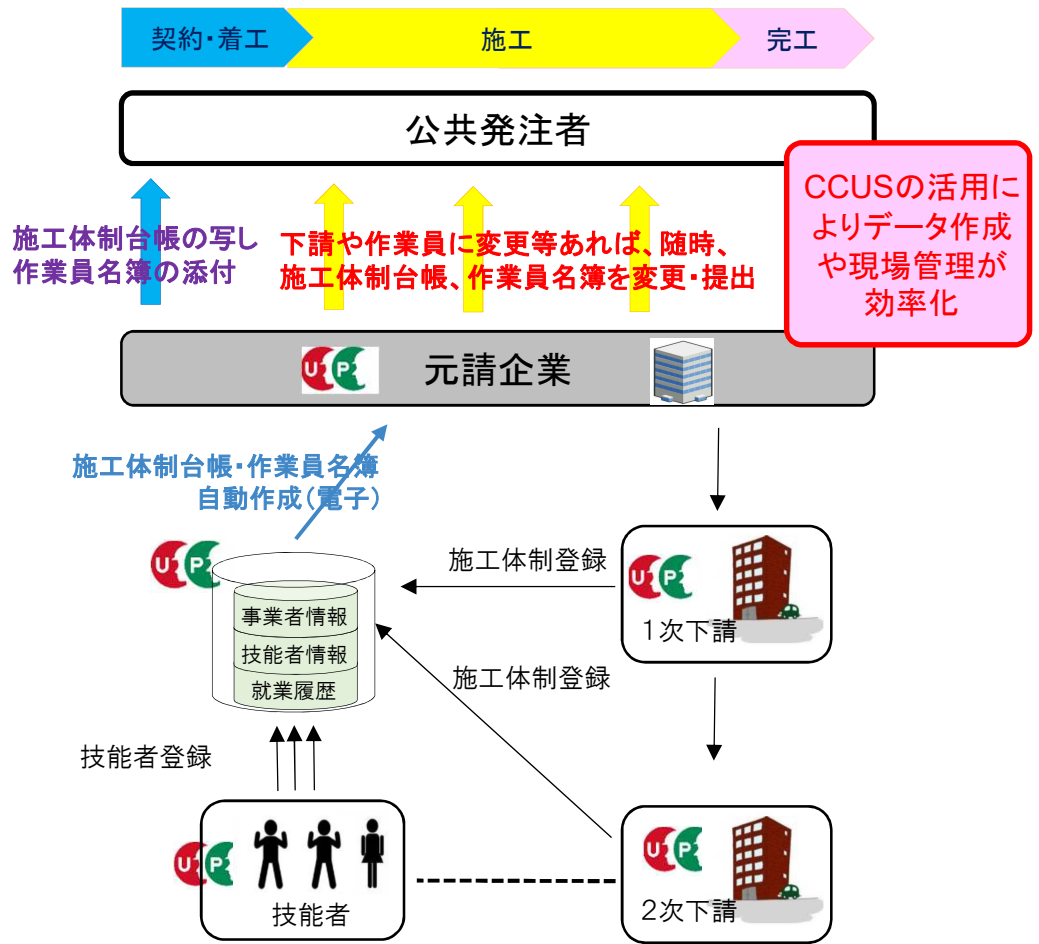 契約・着工
施工
完工
公共発注者
CCUSの活用に
よりデータ作成
や現場管理が
効率化
施工体制台帳の写し
作業員名簿の添付
下請や作業員に変更等あれば、随時、
施工体制台帳、作業員名簿を変更・提出
UP
元請企業
施工体制台帳・作業員名簿
自動作成(電子)
UP
事業者情報
技能者情報
就業履歴
施工体制登録
UP
1次下請
施工体制登録
技能者登録
UP
技能者
UP
2次下請